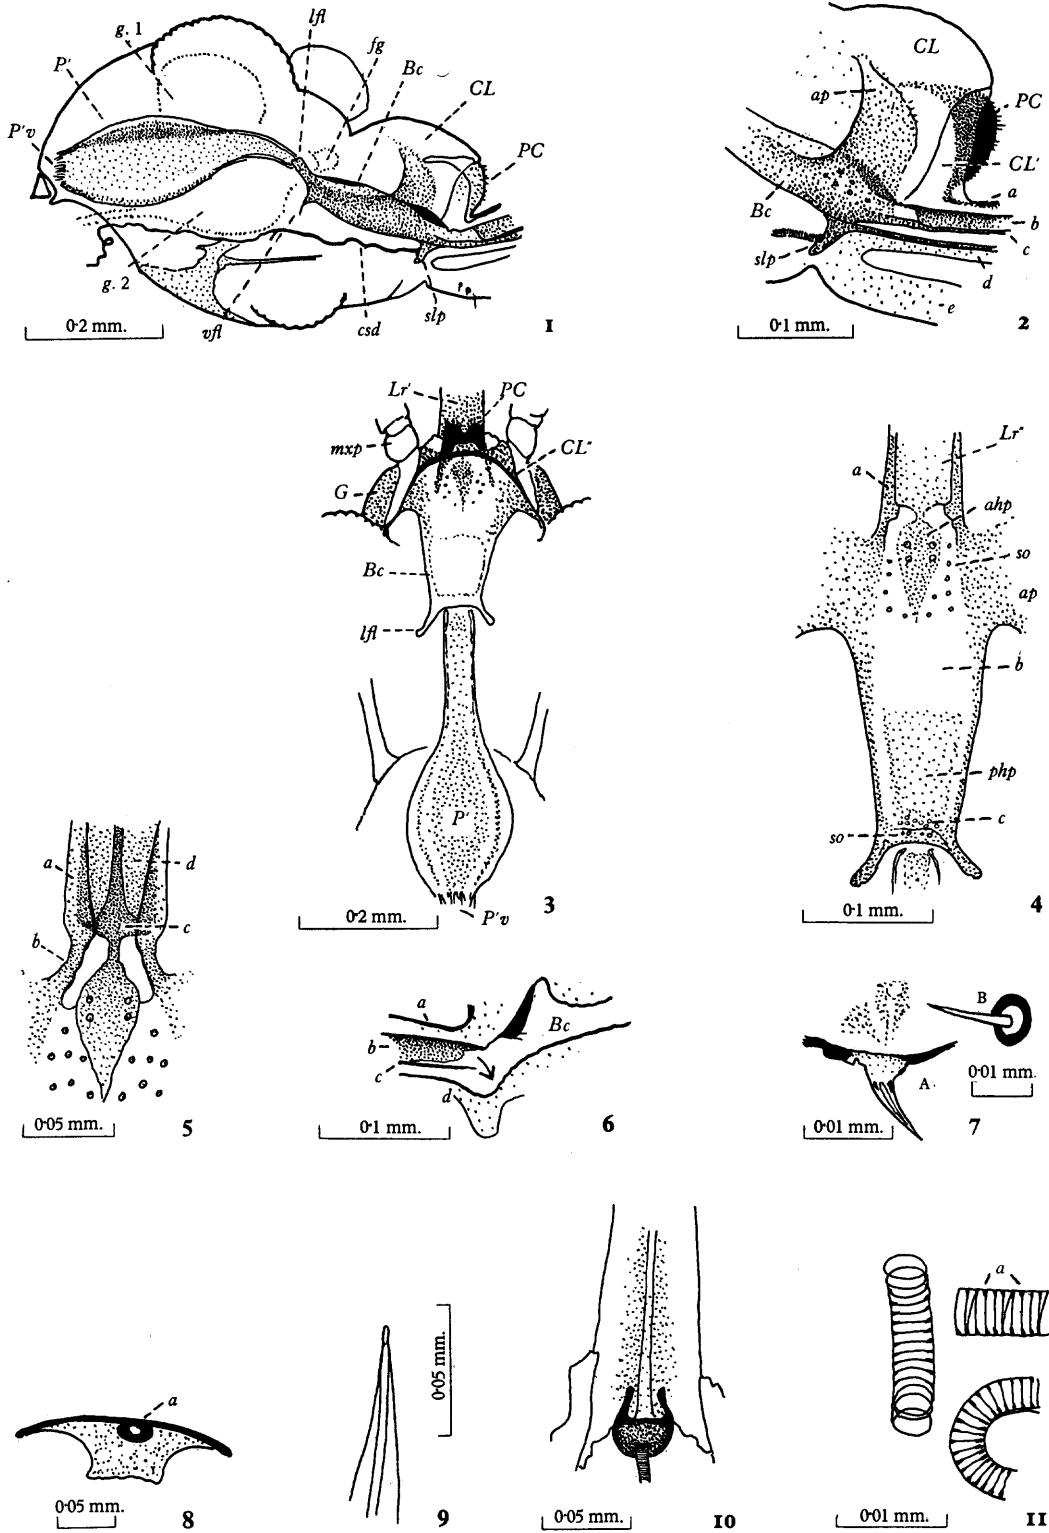 g. 1
lfl
fg
Bc
CL
P'
P'v
PC
g. 2
vfl
csd
slp
0·2 mm.
1
CL
ap
PC
CL'
a
Bc
b
c
slp
d
e
0·1 mm.
2
Lr'
PC
mxp
CL"
G
Bc
lfl
P'
P'v
0·2 mm.
3
Lr"
a
ahp
so
ap
b
php
c
so
0·1 mm.
4
a
d
c
b
0·05 mm.
5
a
Bc
b
c
d
0·1 mm.
6
B
A
0·01 mm.
0·01 mm.
7
a
0·05 mm.
8
0·05 mm.
9
0·05 mm.
10
a
0·01 mm.
11